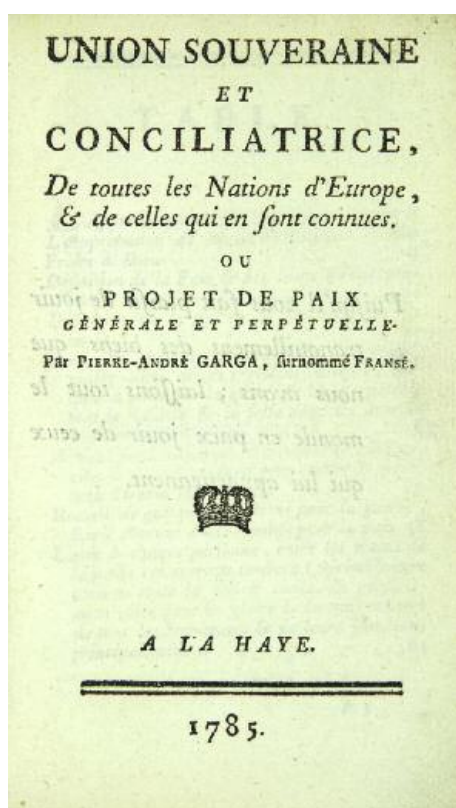 UNION SOUVERAINE
ET
CONCILIATRICE,
De toutes les Nations d'Europe,
& de celles qui en ſont connues.
OU
PROJET DE PAIX
GÉNÉRALE ET PERPÉTUELLE.
Par PIERRE-ANDRÉ GARGA, ſurnommé FRANSÉ.
A LA HAYE.
1785.